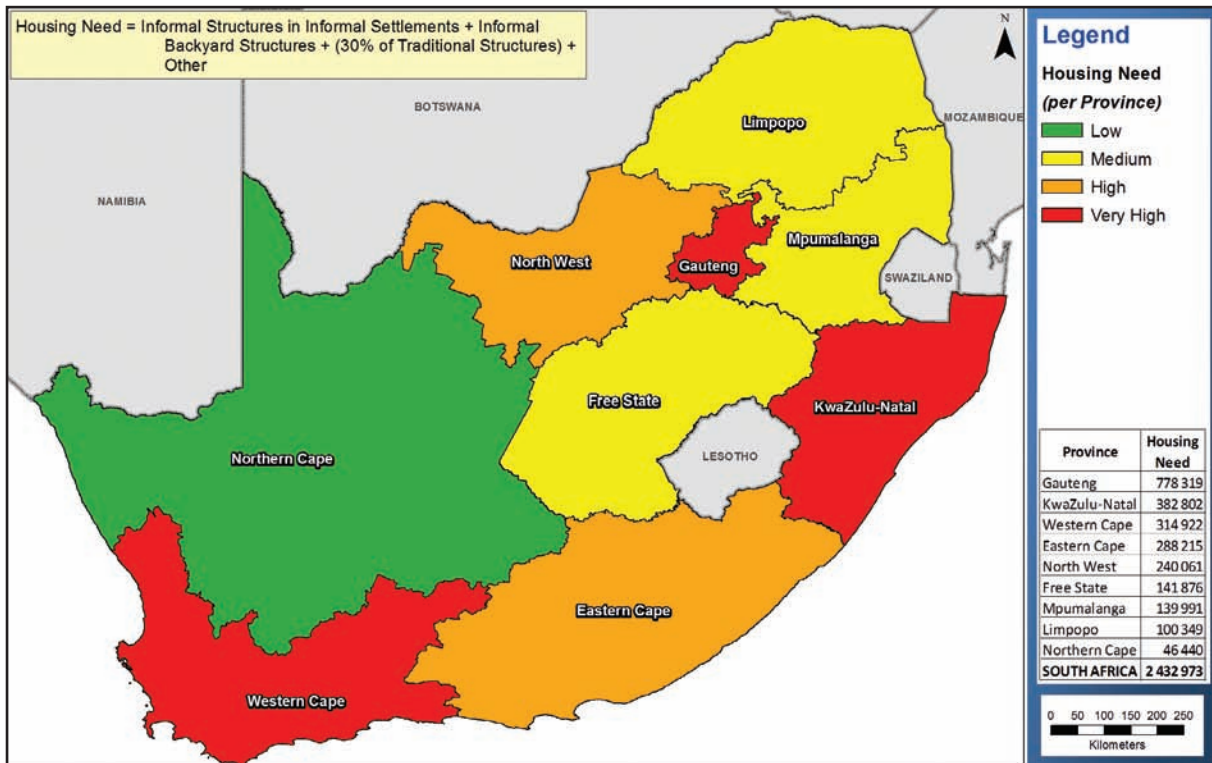 Housing Need = Informal Structures in Informal Settlements + Informal
Backyard Structures + (30% of Traditional Structures) +
Other
N
BOTSWANA
MOZAMBIQUE
NAMIBIA
Limpopo
North West
Gauteng
Mpumalanga
SWAZILAND
Free State
KwaZulu-Natal
LESOTHO
Northern Cape
Eastern Cape
Western Cape
Legend
Housing Need
(per Province)
Low
Medium
High
Very High
Province Housing Need
Gauteng 778 319
KwaZulu-Natal 382 802
Western Cape 314 922
Eastern Cape 288 215
North West 240 061
Free State 141 876
Mpumalanga 139 991
Limpopo 100 349
Northern Cape 46 440
SOUTH AFRICA 2 432 973
0 50 100 150 200 250
Kilometers